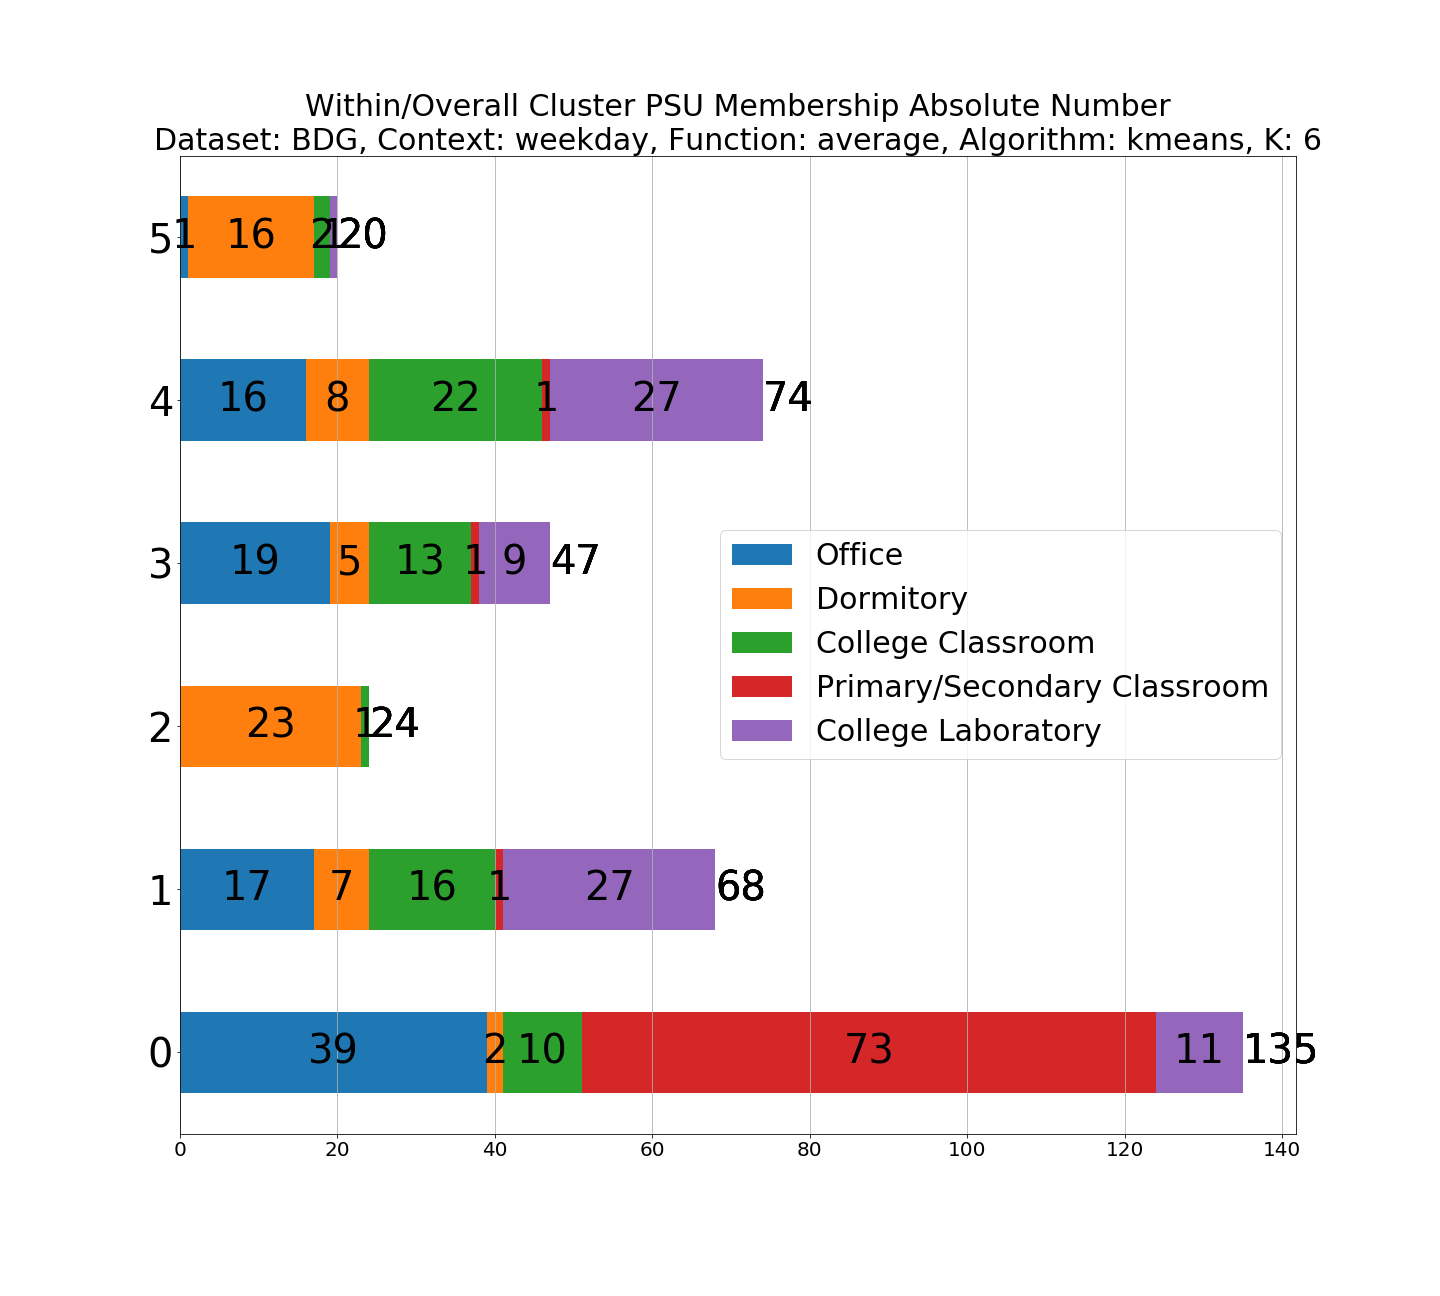 Within/Overall Cluster PSU Membership Absolute Number
Dataset: BDG, Context: weekday, Function: average, Algorithm: kmeans, K: 6
5 1 16 2 1 20
4 16 8 22 1 27 74
3 19 5 13 1 9 47
Office
Dormitory
College Classroom
Primary/Secondary Classroom
College Laboratory
2 23 1 24
1 17 7 16 1 27 68
0 39 2 10 73 11 135
0 20 40 60 80 100 120 140